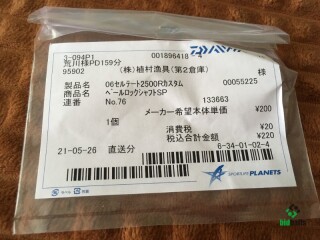 3-094P1 001896418 DAIWA
荒川様PD159分
95902 (株)植村漁具(第2倉庫) 様
製品名 06セルテート2500Rカスタム 00055225
商品名 ベールロックシャフトSP
連番 No.76 133663
メーカー希望本体単価 ¥200
1個
消費税 ¥20
税込合計金額 ¥220
21-05-26 直送分 6-34-01-02-4
SPORTS LIFE PLANETS